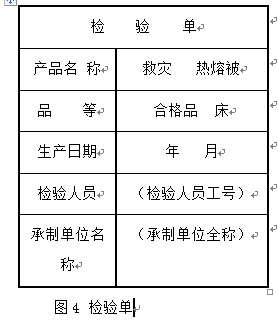 检 验 单
产品名 称 救灾 热熔被
品 等 合格品 床
生产日期 年 月
检验人员 （检验人员工号）
承制单位名 （承制单位全称）
称
图 4 检验单